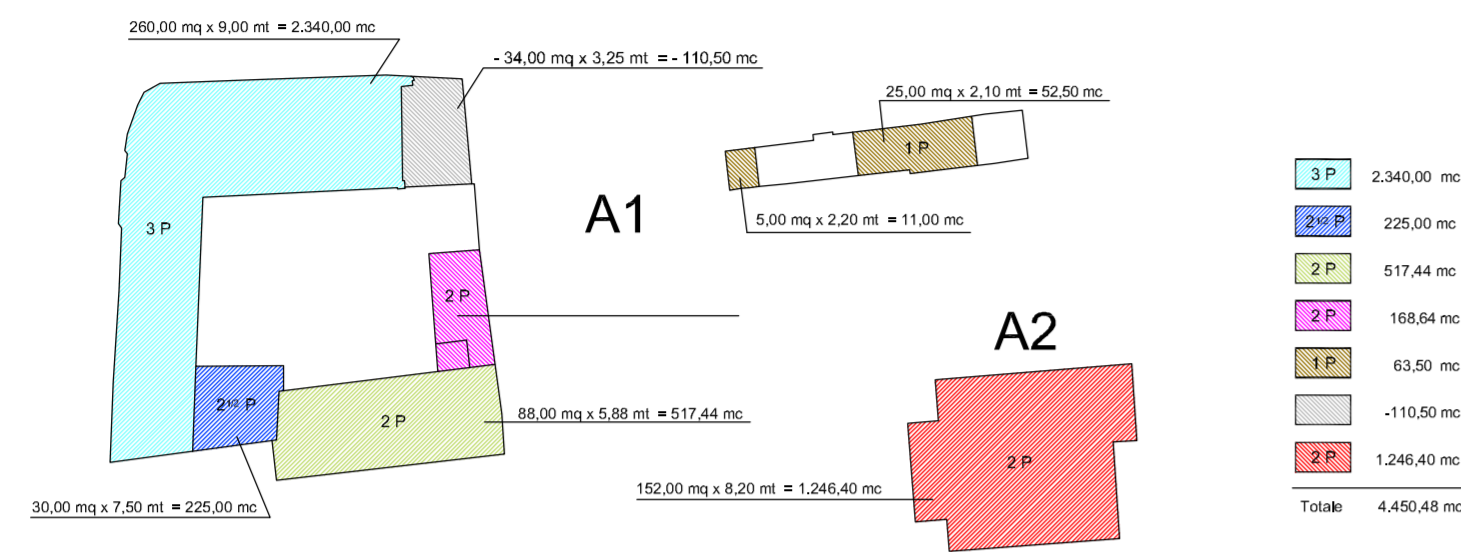 260,00 mq x 9,00 mt = 2.340,00 mc
- 34,00 mq x 3,25 mt = - 110,50 mc
25,00 mq x 2,10 mt = 52,50 mc
1 P
5,00 mq x 2,20 mt = 11,00 mc
A1
3 P
2 P
A2
2 1/2 P
2 P
88,00 mq x 5,88 mt = 517,44 mc
2 P
152,00 mq x 8,20 mt = 1.246,40 mc
30,00 mq x 7,50 mt = 225,00 mc
3 P 2.340,00 mc
2 1/2 P 225,00 mc
2 P 517,44 mc
2 P 168,64 mc
1 P 63,50 mc
-110,50 mc
2 P 1.246,40 mc
Totale 4.450,48 mc